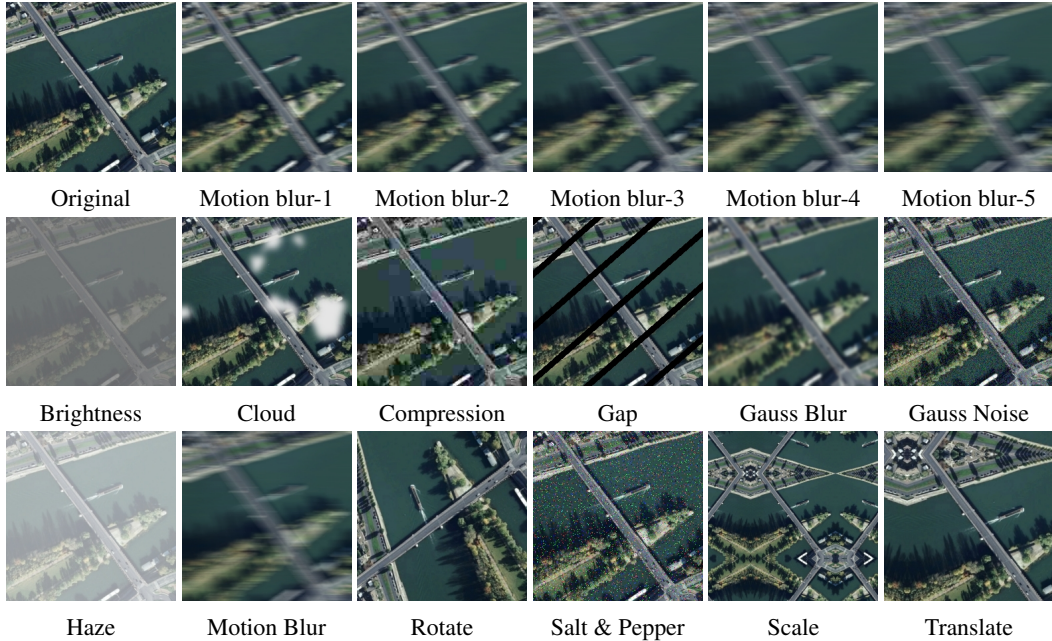 Original Motion blur-1 Motion blur-2 Motion blur-3 Motion blur-4 Motion blur-5
Brightness Cloud Compression Gap Gauss Blur Gauss Noise
Haze Motion Blur Rotate Salt & Pepper Scale Translate